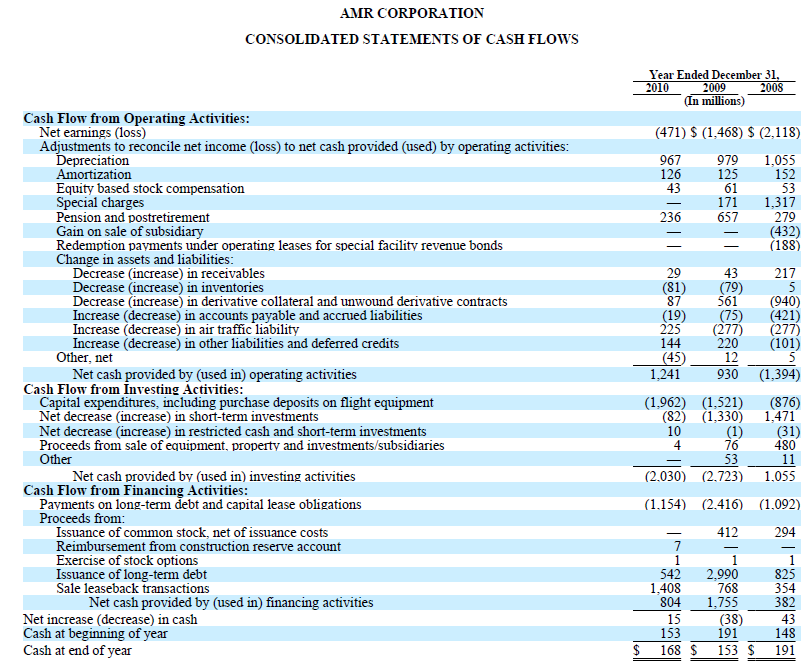 AMR CORPORATION
CONSOLIDATED STATEMENTS OF CASH FLOWS
Year Ended December 31,
2010 2009 2008
(In millions)
Cash Flow from Operating Activities:
Net earnings (loss) (471) $ (1,468) $ (2,118)
Adjustments to reconcile net income (loss) to net cash provided (used) by operating activities:
Depreciation 967 979 1,055
Amortization 126 125 152
Equity based stock compensation 43 61 53
Special charges — 171 1,317
Pension and postretirement 236 657 279
Gain on sale of subsidiary — — (432)
Redemption payments under operating leases for special facility revenue bonds — — (188)
Change in assets and liabilities:
Decrease (increase) in receivables 29 43 217
Decrease (increase) in inventories (81) (79) 5
Decrease (increase) in derivative collateral and unwound derivative contracts 87 561 (940)
Increase (decrease) in accounts payable and accrued liabilities (19) (75) (421)
Increase (decrease) in air traffic liability 225 (277) (277)
Increase (decrease) in other liabilities and deferred credits 144 220 (101)
Other, net (45) 12 5
Net cash provided by (used in) operating activities 1,241 930 (1,394)
Cash Flow from Investing Activities:
Capital expenditures, including purchase deposits on flight equipment (1,962) (1,521) (876)
Net decrease (increase) in short-term investments (82) (1,330) 1,471
Net decrease (increase) in restricted cash and short-term investments 10 (1) (31)
Proceeds from sale of equipment, property and investments/subsidiaries 4 76 480
Other — 53 11
Net cash provided by (used in) investing activities (2,030) (2,723) 1,055
Cash Flow from Financing Activities:
Payments on long-term debt and capital lease obligations (1,154) (2,416) (1,092)
Proceeds from:
Issuance of common stock, net of issuance costs — 412 294
Reimbursement from construction reserve account 7 — —
Exercise of stock options 1 1 1
Issuance of long-term debt 542 2,990 825
Sale leaseback transactions 1,408 768 354
Net cash provided by (used in) financing activities 804 1,755 382
Net increase (decrease) in cash 15 (38) 43
Cash at beginning of year 153 191 148
Cash at end of year $ 168 $ 153 $ 191